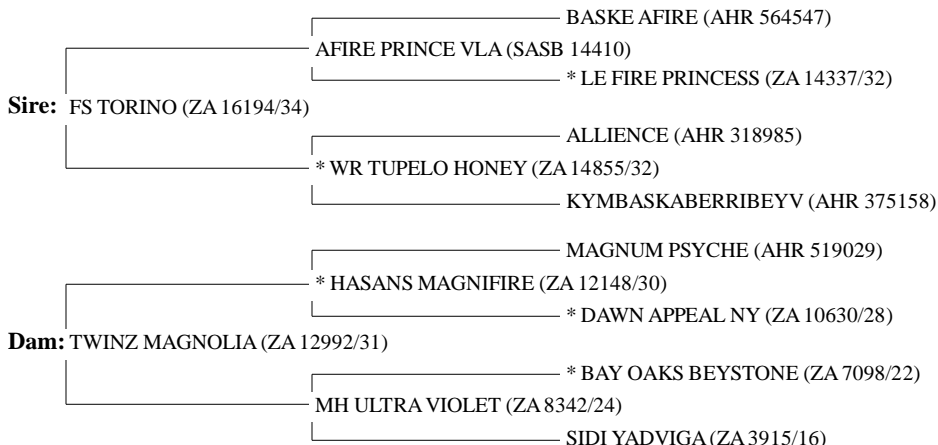 BASKE AFIRE (AHR 564547)
AFIRE PRINCE VLA (SASB 14410)
* LE FIRE PRINCESS (ZA 14337/32)
Sire: FS TORINO (ZA 16194/34)
ALLIENCE (AHR 318985)
* WR TUPELO HONEY (ZA 14855/32)
KYMBASKABERRIBEYV (AHR 375158)
MAGNUM PSYCHE (AHR 519029)
* HASANS MAGNIFIRE (ZA 12148/30)
* DAWN APPEAL NY (ZA 10630/28)
Dam: TWINZ MAGNOLIA (ZA 12992/31)
* BAY OAKS BEYSTONE (ZA 7098/22)
MH ULTRA VIOLET (ZA 8342/24)
SIDI YADVIGA (ZA 3915/16)